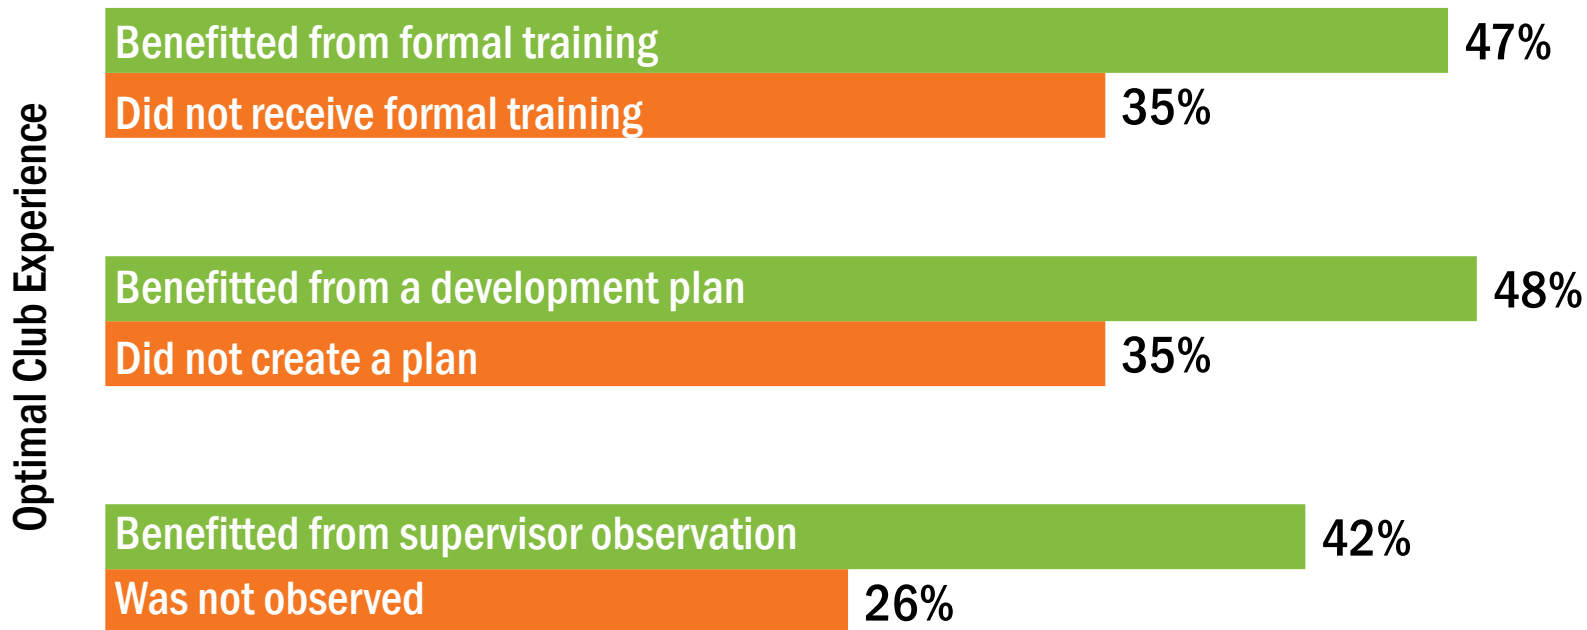 Optimal Club Experience
Benefitted from formal training
47%
Did not receive formal training
35%
Benefitted from a development plan
48%
Did not create a plan
35%
Benefitted from supervisor observation
42%
Was not observed
26%